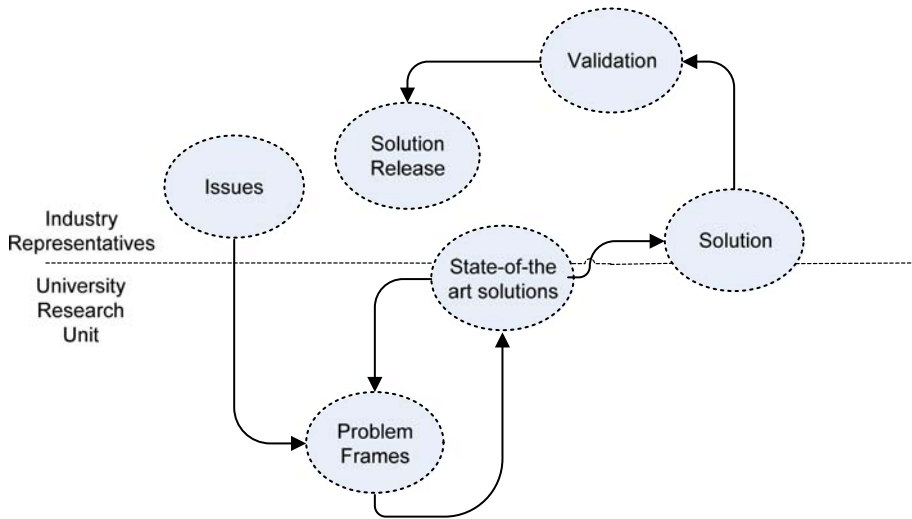 Validation
Solution
Release
Issues
Industry
Representatives
Solution
State-of-the
art solutions
University
Research
Unit
Problem
Frames